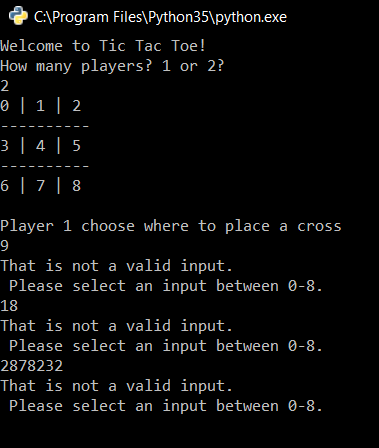 C:\Program Files\Python35\python.exe
Welcome to Tic Tac Toe!
How many players? 1 or 2?
2
0 | 1 | 2
----------
3 | 4 | 5
----------
6 | 7 | 8
Player 1 choose where to place a cross
9
That is not a valid input.
 Please select an input between 0-8.
18
That is not a valid input.
 Please select an input between 0-8.
2878232
That is not a valid input.
 Please select an input between 0-8.